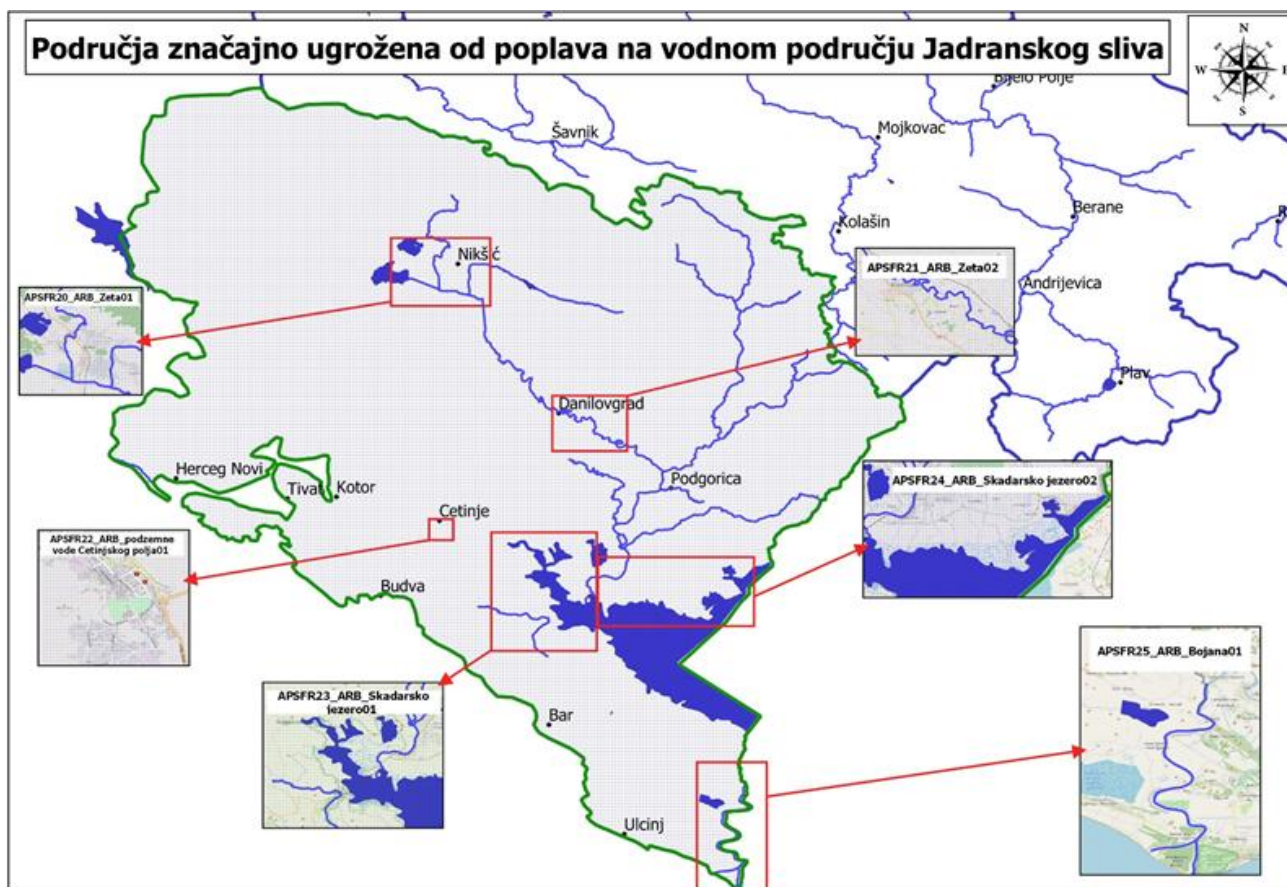 Područja značajno ugrožena od poplava na vodnom području Jadranskog sliva
N
W
E
S
Bijelo Polje
Šavnik
Mojkovac
Kolašin
Berane
R
Nikšić
APSFR21_ARB_Zeta02
APSFR20_ARB_Zeta01
Andrijevica
Plav
Danilovgrad
Herceg Novi
Tivat
Kotor
Podgorica
APSFR24_ARB_Skadarsko jezero02
Cetinje
APSFR22_ARB_podzemne
vode Cetinjskog polja01
Budva
APSFR25_ARB_Bojana01
APSFR23_ARB_Skadarsko
jezero01
Bar
Ulcinj